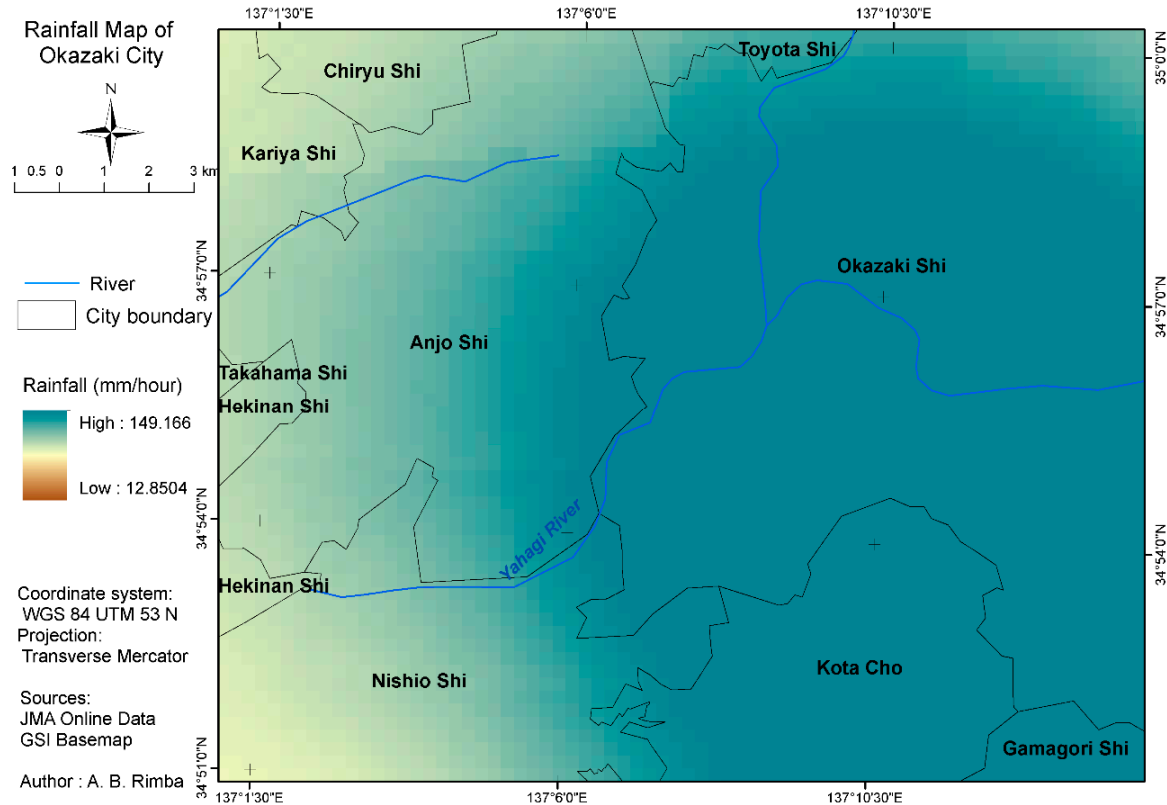 Rainfall Map of
Okazaki City
N
1 0.5 0 1 2 3 km
River
City boundary
Rainfall (mm/hour)
High : 149.166
Low : 12.8504
Coordinate system:
WGS 84 UTM 53 N
Projection:
Transverse Mercator
Sources:
JMA Online Data
GSI Basemap
Author : A. B. Rimba
137°1'3"E 137°6'0"E 137°10'30"E
35°0'0"N
34°57'0"N
34°57'0"N
34°54'0"N
34°54'0"N
34°51'0"N
137°1'30"E 137°6'0"E 137°10'30"E
Toyota Shi
Chiryu Shi
Kariya Shi
Okazaki Shi
Anjo Shi
Takahama Shi
Hekinan Shi
Yahagi River
Hekinan Shi
Nishio Shi
Kota Cho
Gamagori Shi